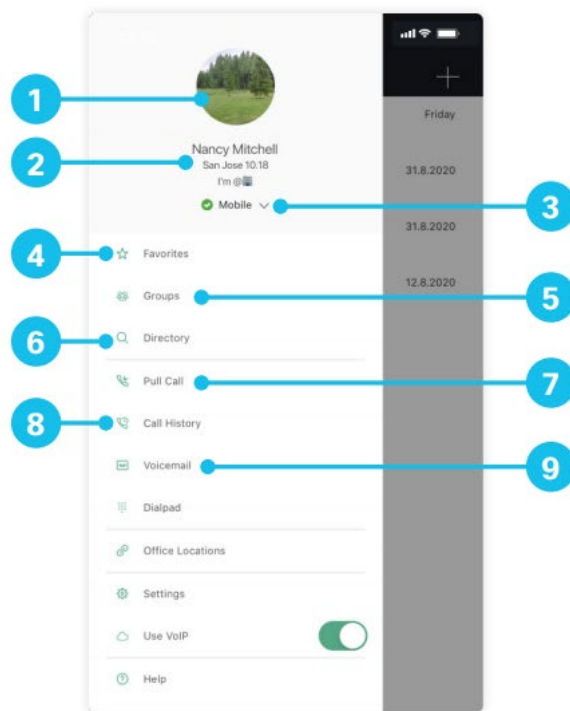 1
Nancy Mitchell
2
San Jose 10.18
I'm @
Mobile
3
Friday
31.8.2020
31.8.2020
12.8.2020
4
Favorites
Groups
5
6
Directory
Pull Call
7
8
Call History
Voicemail
9
Dialpad
Office Locations
Settings
Use VoIP
Help